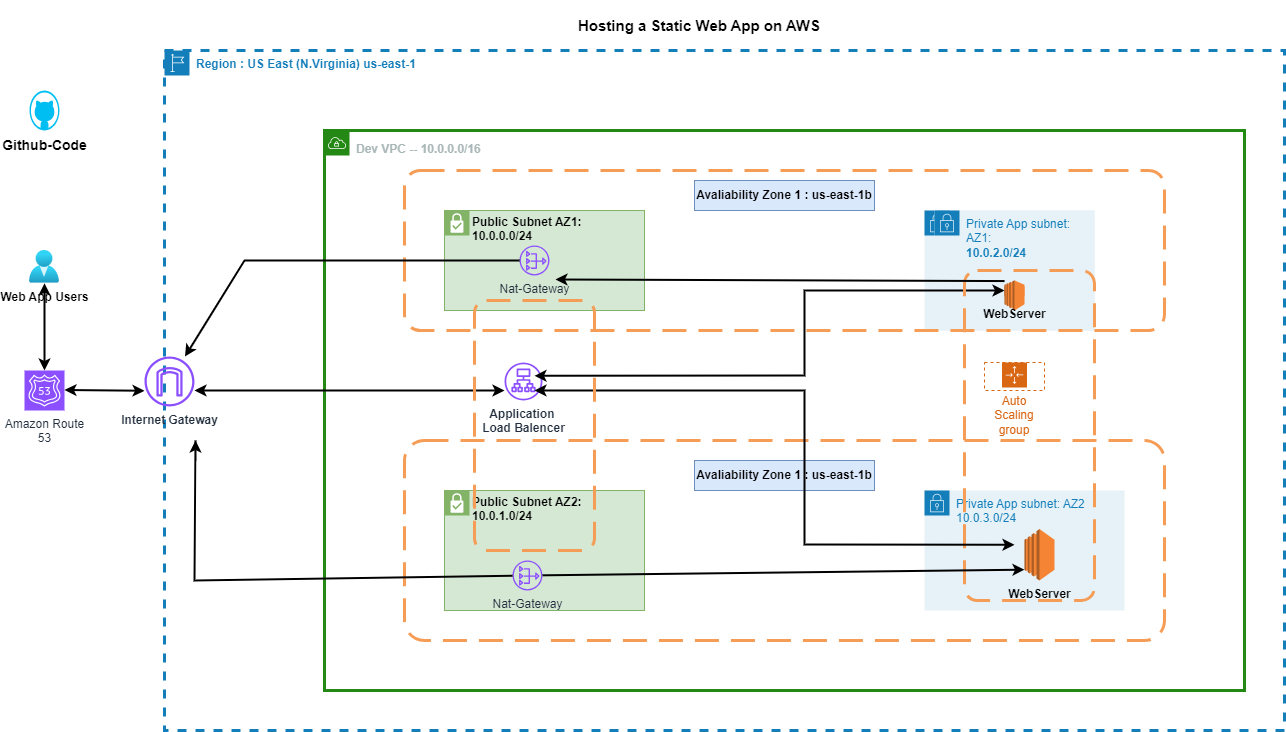 Hosting a Static Web App on AWS
Region : US East (N.Virginia) us-east-1
Github-Code
Dev VPC -- 10.0.0.0/16
Avaliability Zone 1 : us-east-1b
Public Subnet AZ1:
10.0.0.0/24
Nat-Gateway
Private App subnet:
AZ1:
10.0.2.0/24
WebServer
Web App Users
53
Amazon Route
53
Internet Gateway
Application
Load Balencer
Auto
Scaling
group
Avaliability Zone 1 : us-east-1b
Public Subnet AZ2:
10.0.1.0/24
Nat-Gateway
Private App subnet: AZ2
10.0.3.0/24
WebServer